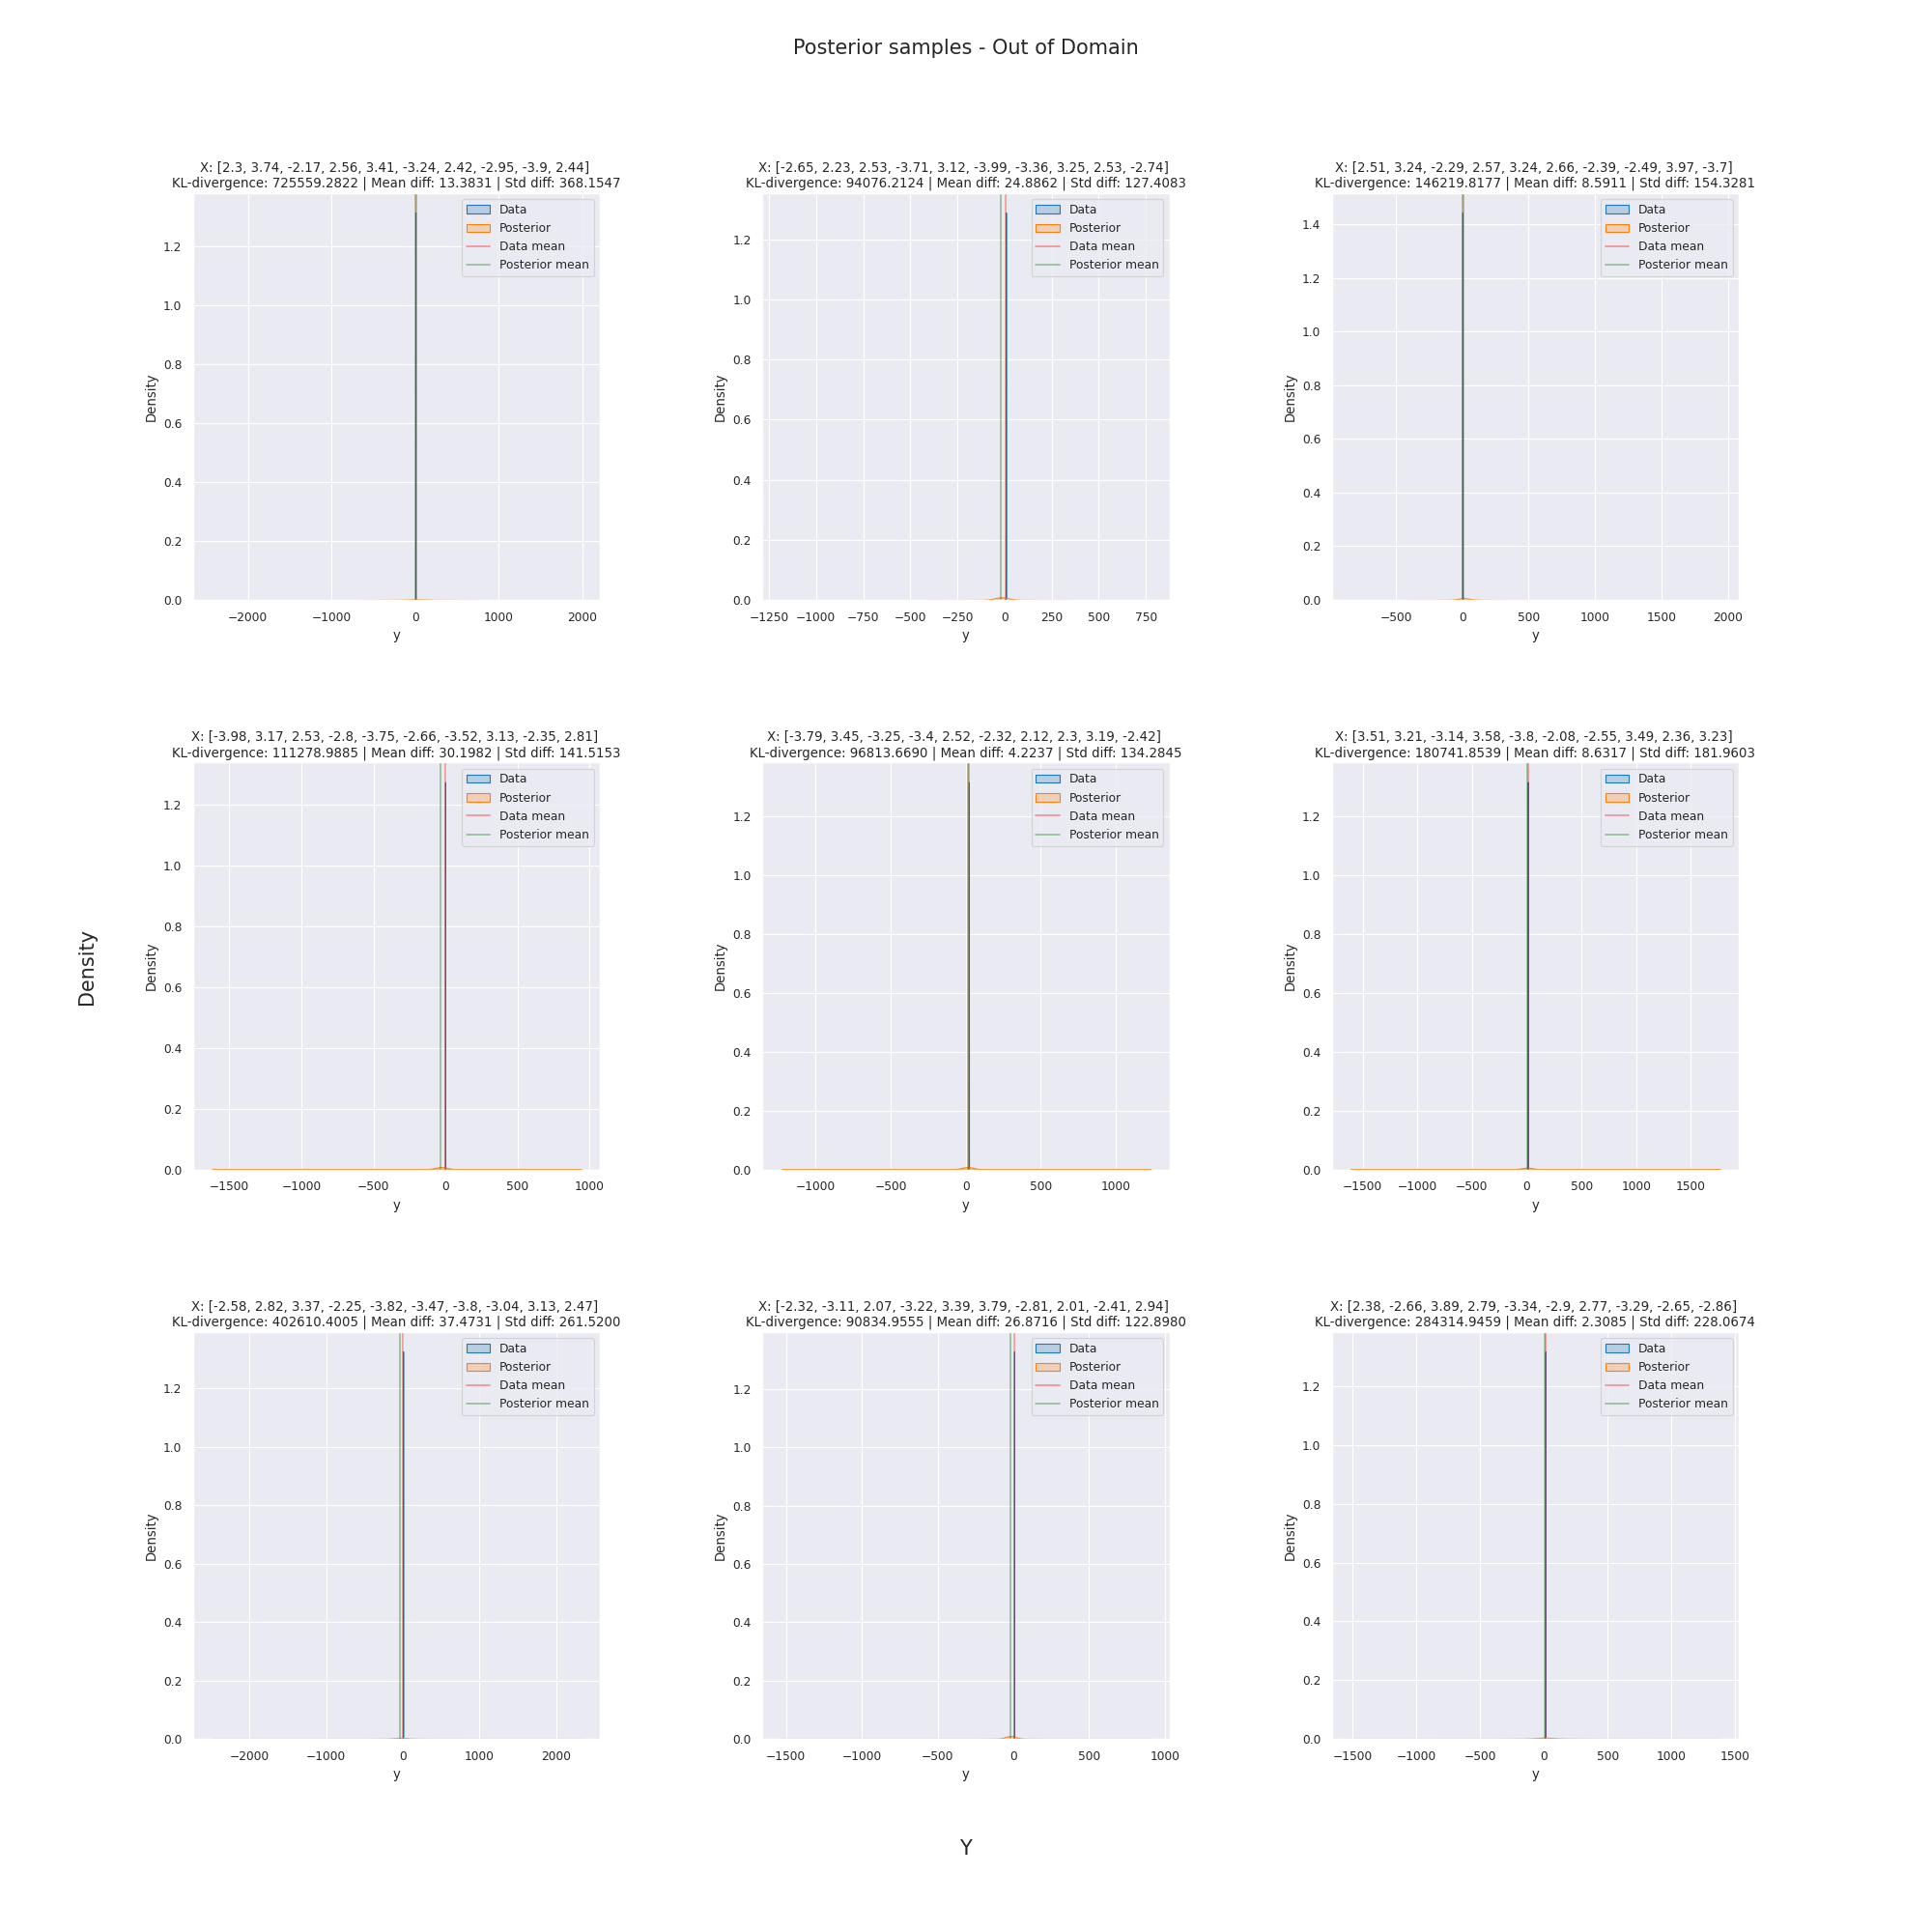 Posterior samples - Out of Domain
X: [2.3, 3.74, -2.17, 2.56, 3.41, -3.24, 2.42, -2.95, -3.9, 2.44]
KL-divergence: 725559.2822 | Mean diff: 13.3831 | Std diff: 368.1547
Data
Posterior
Data mean
Posterior mean
1.2
1.0
0.8
0.6
0.4
0.2
0.0
Density
−2000 −1000 0 1000 2000
y
X: [-2.65, 2.23, 2.53, -3.71, 3.12, -3.99, -3.36, 3.25, 2.53, -2.74]
KL-divergence: 94076.2124 | Mean diff: 24.8862 | Std diff: 127.4083
Data
Posterior
Data mean
Posterior mean
1.2
1.0
0.8
0.6
0.4
0.2
0.0
Density
−1250 −1000 −750 −500 −250 0 250 500 750
y
X: [2.51, 3.24, -2.29, 2.57, 3.24, 2.66, -2.39, -2.49, 3.97, -3.7]
KL-divergence: 146219.8177 | Mean diff: 8.5911 | Std diff: 154.3281
Data
Posterior
Data mean
Posterior mean
1.4
1.2
1.0
0.8
0.6
0.4
0.2
0.0
Density
−500 0 500 1000 1500 2000
y
X: [-3.98, 3.17, 2.53, -2.8, -3.75, -2.66, -3.52, 3.13, -2.35, 2.81]
KL-divergence: 111278.9885 | Mean diff: 30.1982 | Std diff: 141.5153
Data
Posterior
Data mean
Posterior mean
1.2
1.0
0.8
0.6
0.4
0.2
0.0
Density
−1500 −1000 −500 0 500 1000
y
X: [-3.79, 3.45, -3.25, -3.4, 2.52, -2.32, 2.12, 2.3, 3.19, -2.42]
KL-divergence: 96813.6690 | Mean diff: 4.2237 | Std diff: 134.2845
Data
Posterior
Data mean
Posterior mean
1.2
1.0
0.8
0.6
0.4
0.2
0.0
Density
−1000 −500 0 500 1000
y
X: [3.51, 3.21, -3.14, 3.58, -3.8, -2.08, -2.55, 3.49, 2.36, 3.23]
KL-divergence: 180741.8539 | Mean diff: 8.6317 | Std diff: 181.9603
Data
Posterior
Data mean
Posterior mean
1.2
1.0
0.8
0.6
0.4
0.2
0.0
Density
−1500 −1000 −500 0 500 1000 1500
y
Density
X: [-2.58, 2.82, 3.37, -2.25, -3.82, -3.47, -3.8, -3.04, 3.13, 2.47]
KL-divergence: 402610.4005 | Mean diff: 37.4731 | Std diff: 261.5200
Data
Posterior
Data mean
Posterior mean
1.2
1.0
0.8
0.6
0.4
0.2
0.0
Density
−2000 −1000 0 1000 2000
y
X: [-2.32, -3.11, 2.07, -3.22, 3.39, 3.79, -2.81, 2.01, -2.41, 2.94]
KL-divergence: 90834.9555 | Mean diff: 26.8716 | Std diff: 122.8980
Data
Posterior
Data mean
Posterior mean
1.2
1.0
0.8
0.6
0.4
0.2
0.0
Density
−1500 −1000 −500 0 500 1000
y
X: [2.38, -2.66, 3.89, 2.79, -3.34, -2.9, 2.77, -3.29, -2.65, -2.86]
KL-divergence: 284314.9459 | Mean diff: 2.3085 | Std diff: 228.0674
Data
Posterior
Data mean
Posterior mean
1.2
1.0
0.8
0.6
0.4
0.2
0.0
Density
−1500 −1000 −500 0 500 1000 1500
y
Y